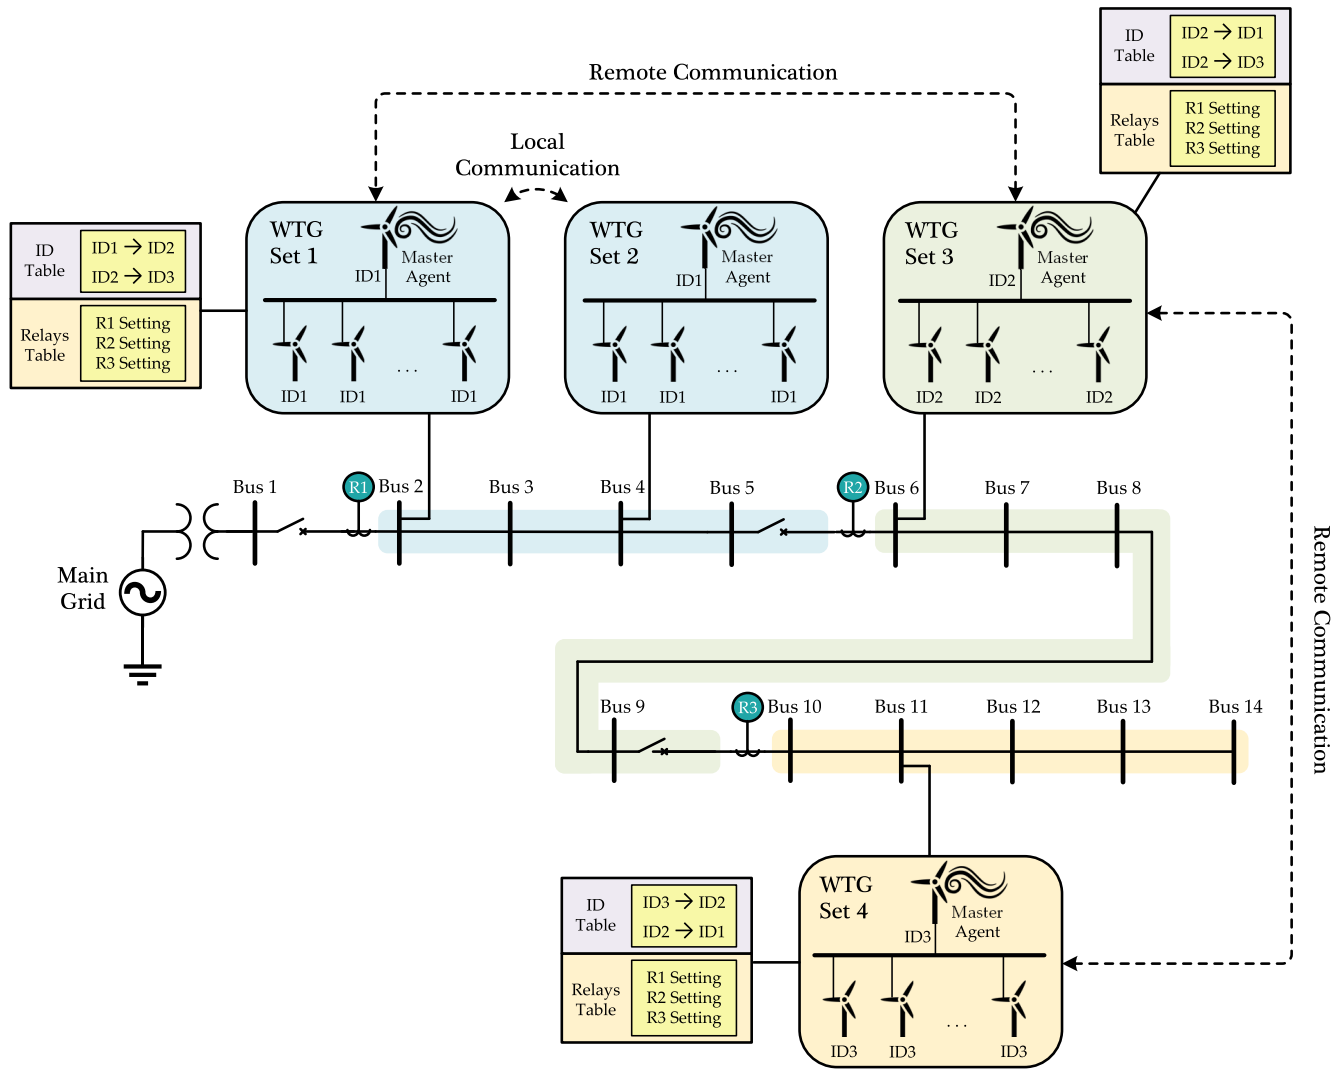 Remote Communication
Local
Communication
ID
Table
ID2 → ID1
ID2 → ID3
Relays
Table
R1 Setting
R2 Setting
R3 Setting
ID
Table
ID1 → ID2
ID2 → ID3
Relays
Table
R1 Setting
R2 Setting
R3 Setting
WTG
Set 1
Master
Agent
ID1
. . .
ID1
ID1
ID1
WTG
Set 2
Master
Agent
ID1
. . .
ID1
ID1
ID1
WTG
Set 3
Master
Agent
ID2
. . .
ID2
ID2
ID2
Bus 1
R1
Bus 2
Bus 3
Bus 4
Bus 5
R2
Bus 6
Bus 7
Bus 8
Main
Grid
Remote Communication
Bus 9
R3
Bus 10
Bus 11
Bus 12
Bus 13
Bus 14
ID
Table
ID3 → ID2
ID2 → ID1
Relays
Table
R1 Setting
R2 Setting
R3 Setting
WTG
Set 4
Master
Agent
ID3
. . .
ID3
ID3
ID3